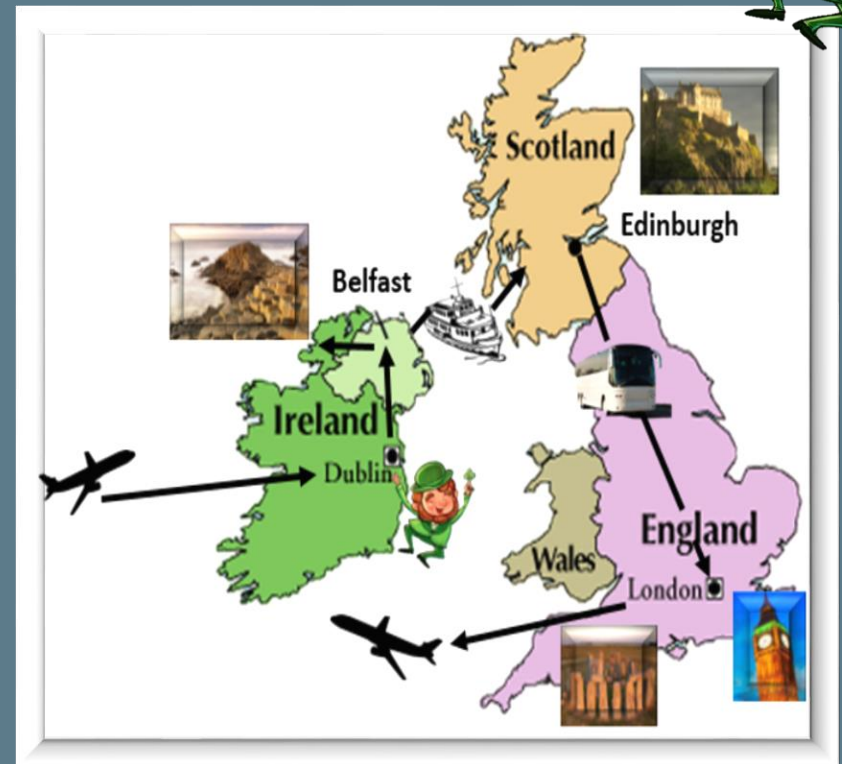 Scotland
Edinburgh
Belfast
Ireland
Dublin
England
Wales
London